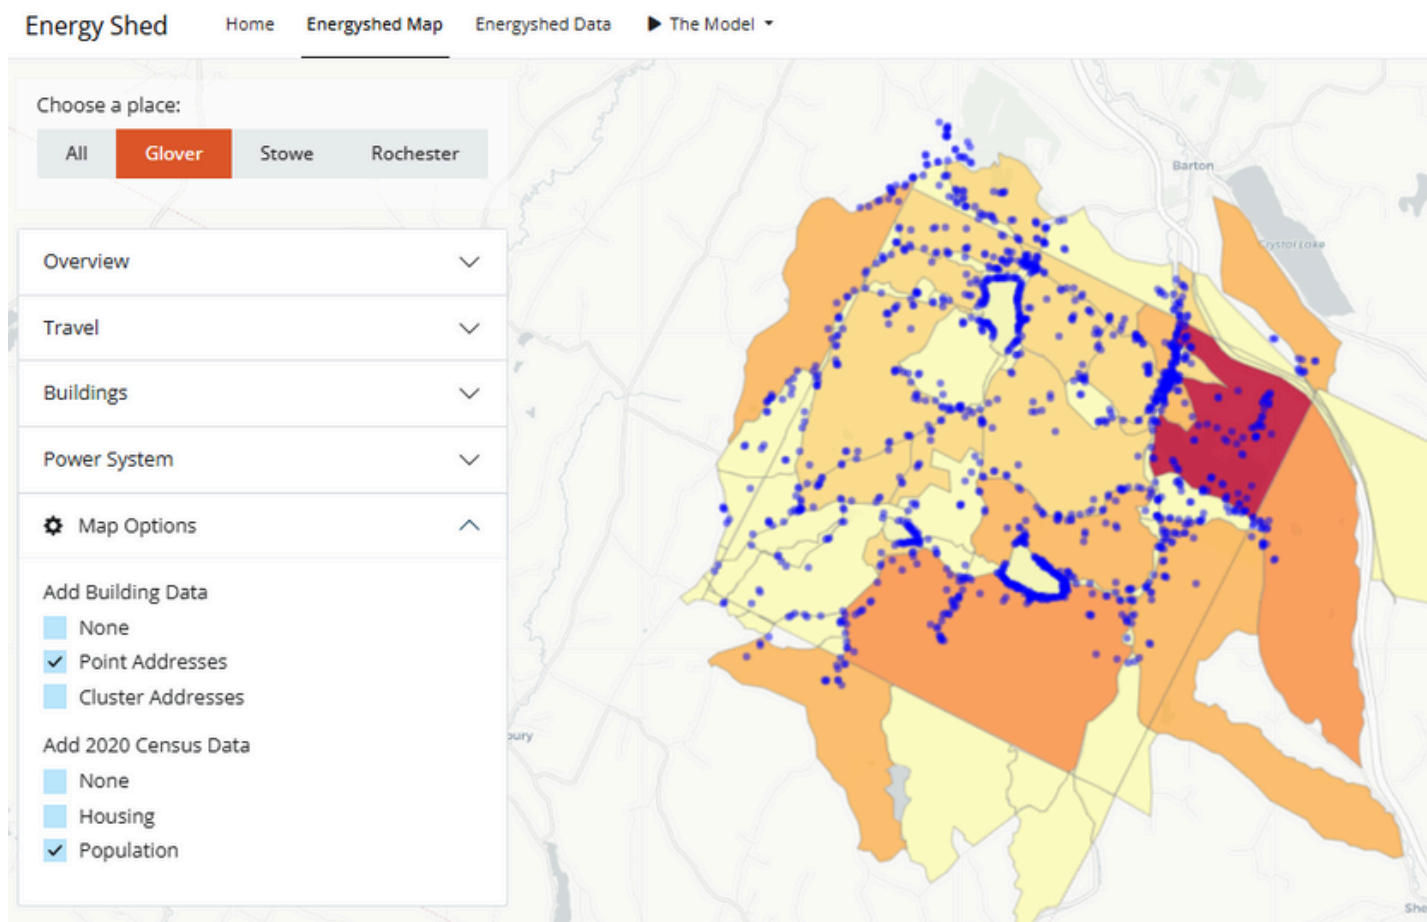 Energy Shed Home Energyshed Map Energyshed Data The Model
Choose a place:
All Glover Stowe Rochester
Overview
Travel
Buildings
Power System
Map Options
Add Building Data
None
Point Addresses
Cluster Addresses
Add 2020 Census Data
None
Housing
Population
Barton
Crystal Lake
bury
She